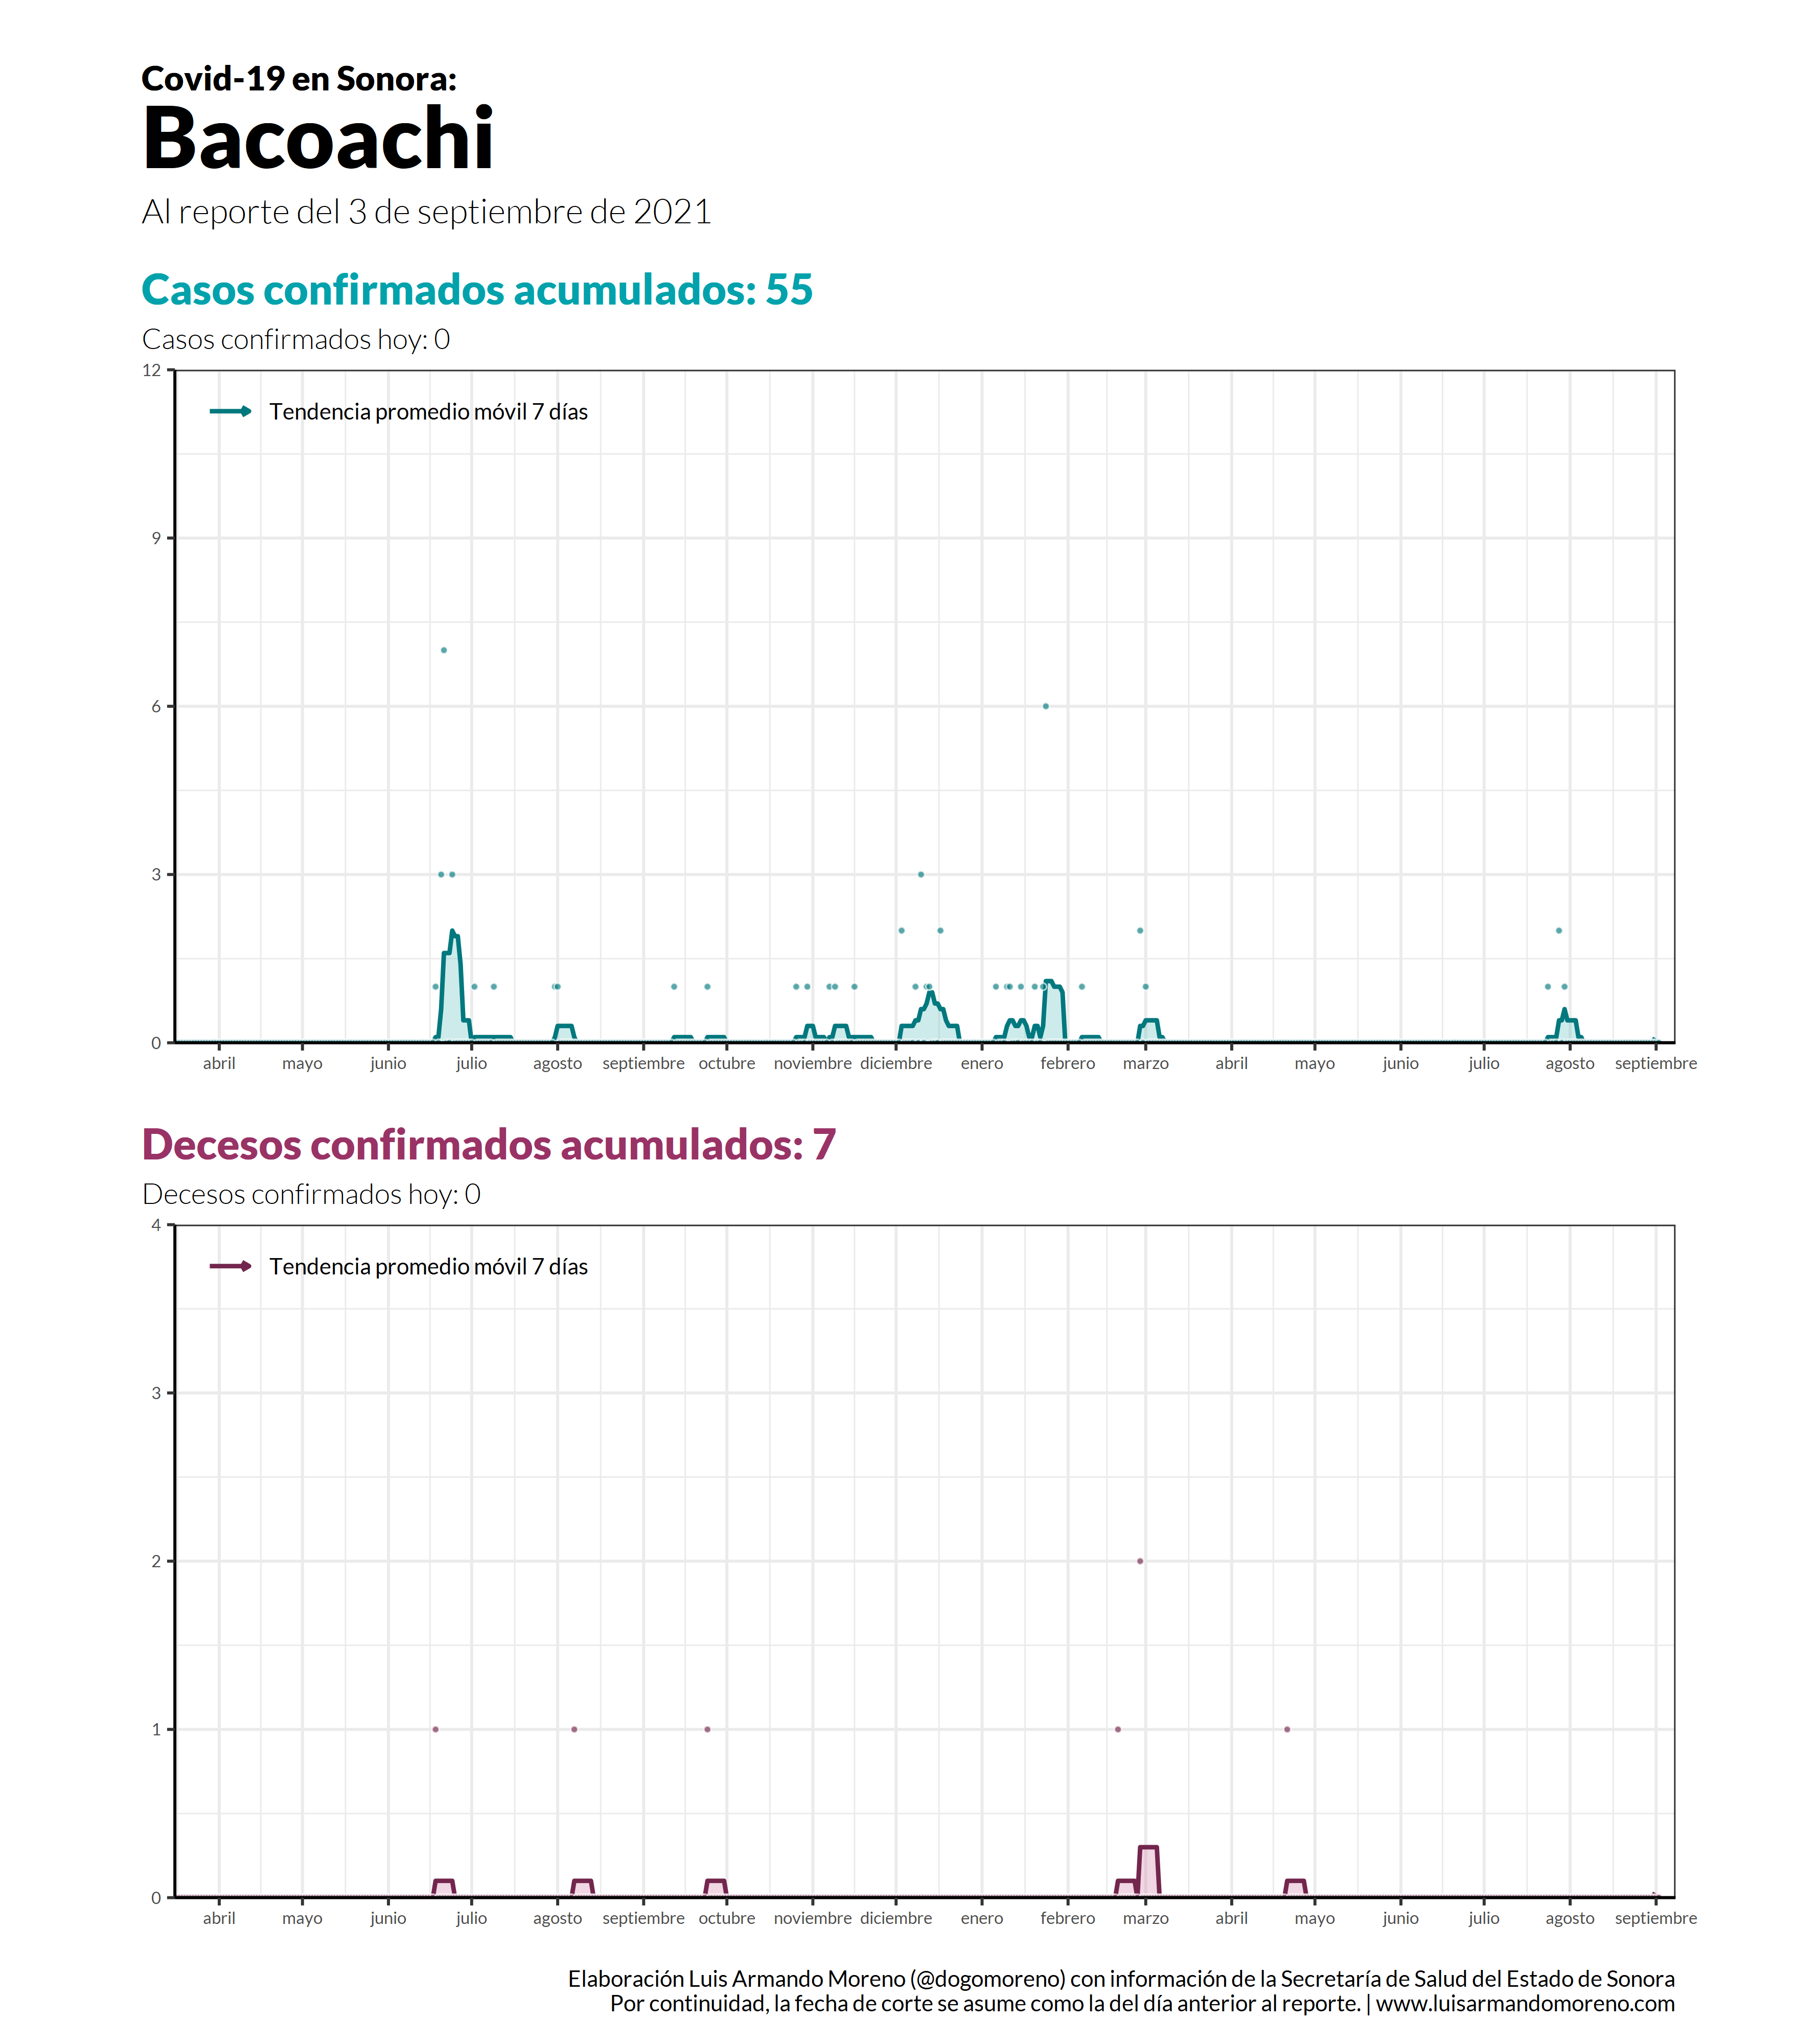 Covid-19 en Sonora:
Bacoachi
Al reporte del 3 de septiembre de 2021
Casos confirmados acumulados: 55
Casos confirmados hoy: 0
12
Tendencia promedio móvil 7 días
9
6
3
0
abril mayo junio julio agosto septiembre octubre noviembre diciembre enero febrero marzo abril mayo junio julio agosto septiembre
Decesos confirmados acumulados: 7
Decesos confirmados hoy: 0
4
Tendencia promedio móvil 7 días
3
2
1
0
abril mayo junio julio agosto septiembre octubre noviembre diciembre enero febrero marzo abril mayo junio julio agosto septiembre
Elaboración Luis Armando Moreno (@dogomoreno) con información de la Secretaría de Salud del Estado de Sonora
Por continuidad, la fecha de corte se asume como la del día anterior al reporte. | www.luisarmandomoreno.com